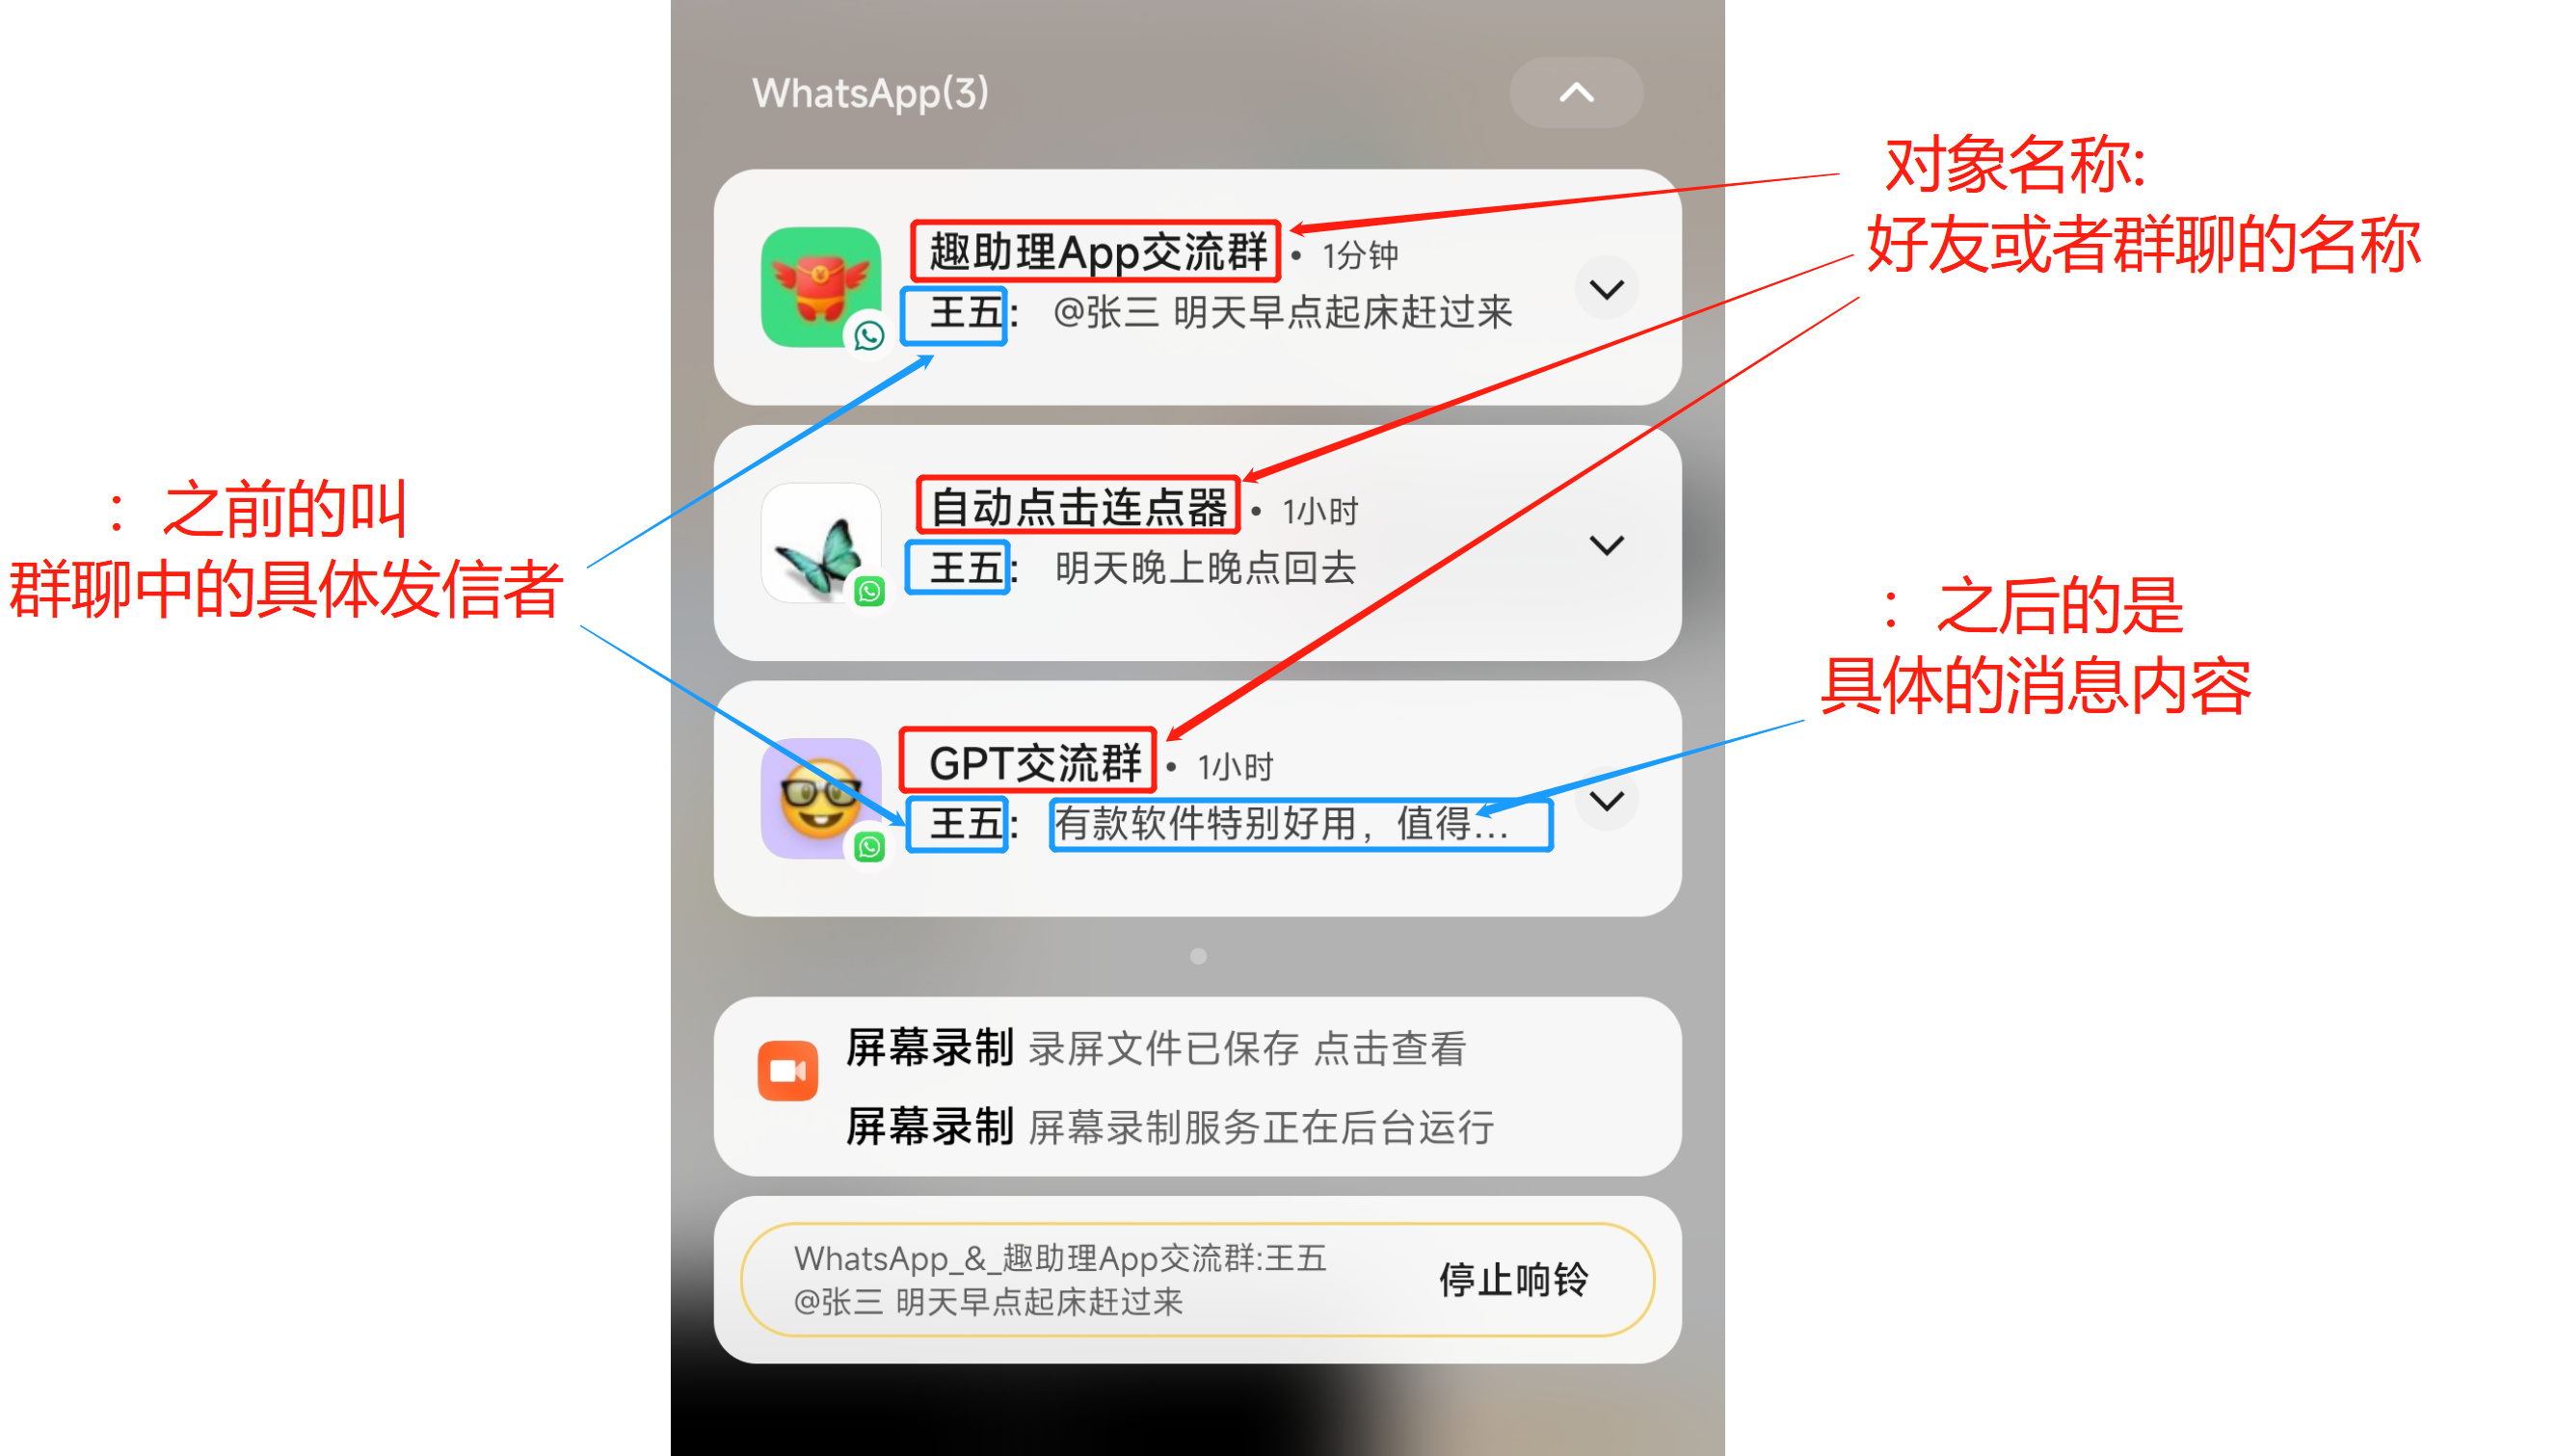 WhatsApp(3)
对象名称:
好友或者群聊的名称
趣助理App交流群 • 1分钟
王五： @张三 明天早点起床赶过来
：之前的叫
群聊中的具体发信者
自动点击连点器 • 1小时
王五： 明天晚上晚点回去
：之后的是
具体的消息内容
GPT交流群 • 1小时
王五： 有款软件特别好用，值得...
屏幕录制 录屏文件已保存 点击查看
屏幕录制 屏幕录制服务正在后台运行
WhatsApp_&_趣助理App交流群:王五
@张三 明天早点起床赶过来
停止响铃